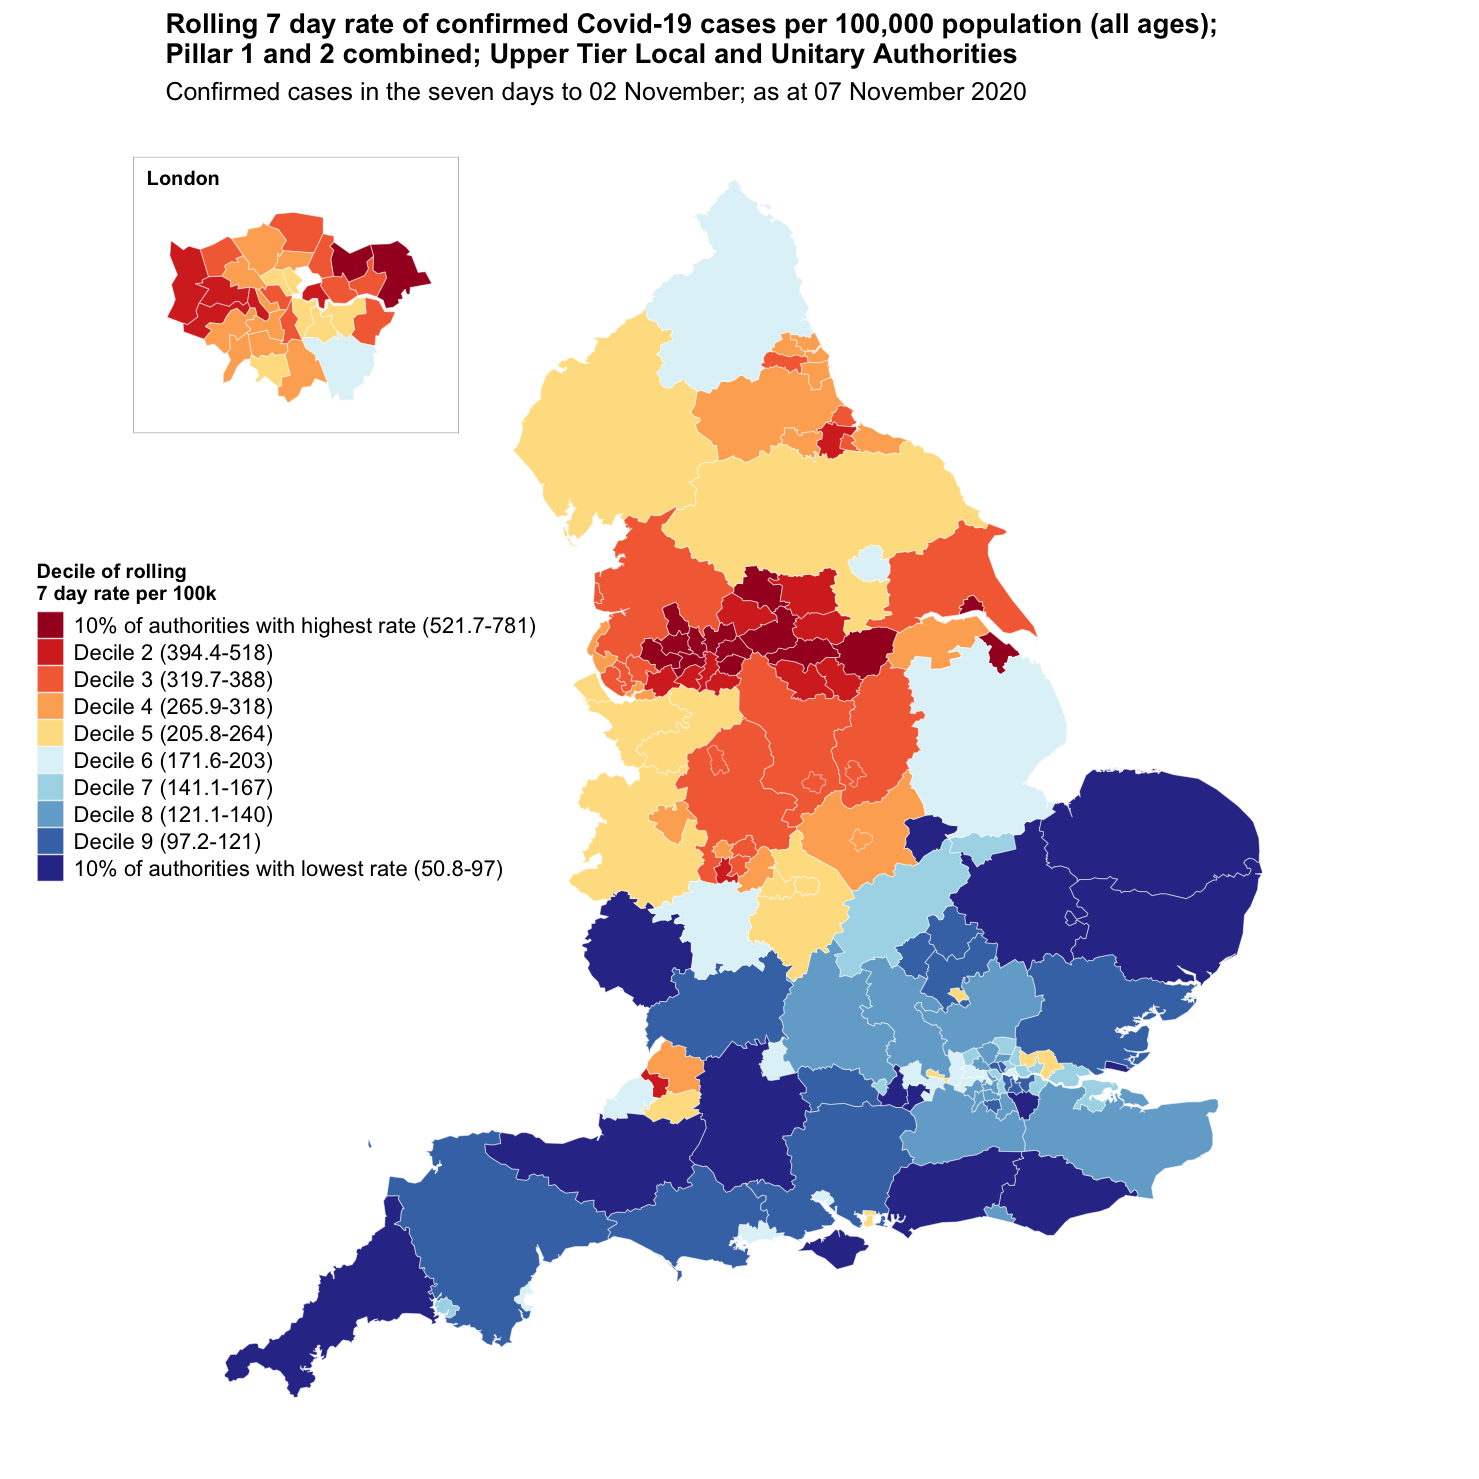 Rolling 7 day rate of confirmed Covid-19 cases per 100,000 population (all ages);
Pillar 1 and 2 combined; Upper Tier Local and Unitary Authorities
Confirmed cases in the seven days to 02 November; as at 07 November 2020
London
Decile of rolling
7 day rate per 100k
10% of authorities with highest rate (521.7-781)
Decile 2 (394.4-518)
Decile 3 (319.7-388)
Decile 4 (265.9-318)
Decile 5 (205.8-264)
Decile 6 (171.6-203)
Decile 7 (141.1-167)
Decile 8 (121.1-140)
Decile 9 (97.2-121)
10% of authorities with lowest rate (50.8-97)